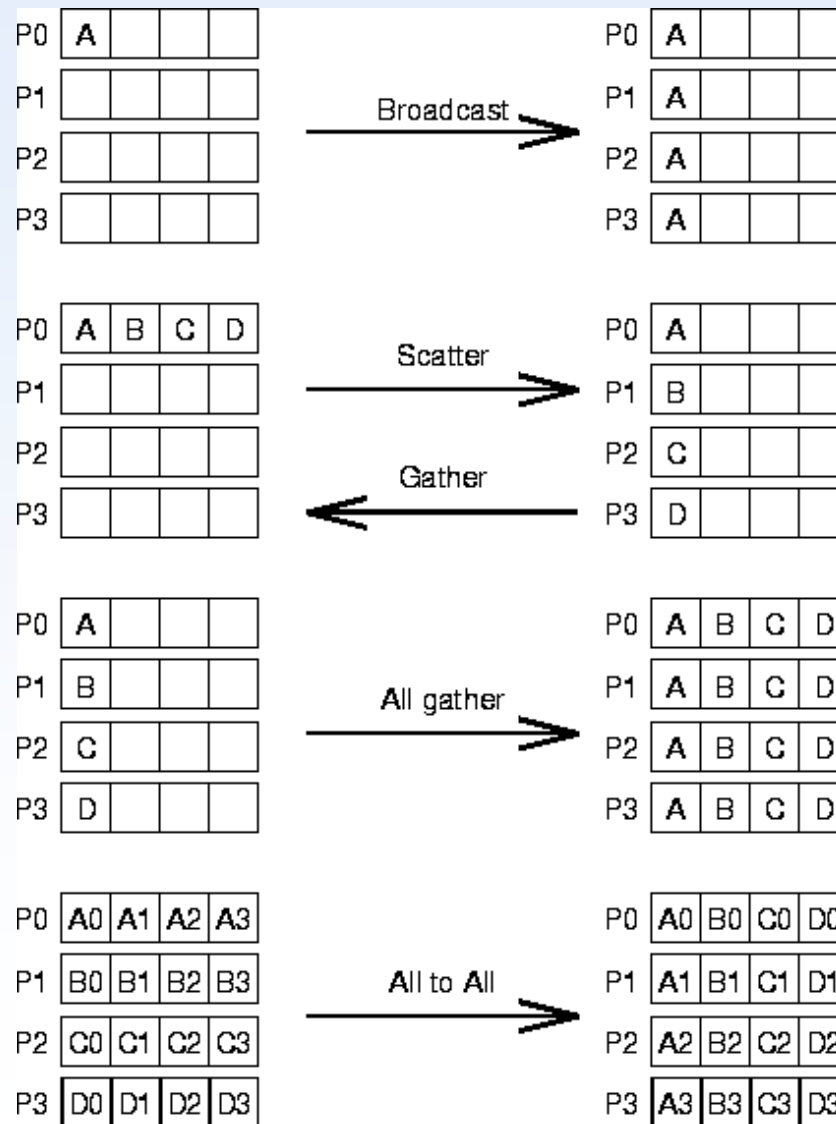 P0 A P0 A
P1 Broadcast P1 A
P2 P2 A
P3 P3 A
P0 A B C D P0 A
Scatter
P1 P1 B
P2 P2 C
Gather
P3 P3 D
P0 A P0 A B C D
P1 B All gather P1 A B C D
P2 C P2 A B C D
P3 D P3 A B C D
P0 A0 A1 A2 A3 P0 A0 B0 C0 D0
P1 B0 B1 B2 B3 All to All P1 A1 B1 C1 D1
P2 C0 C1 C2 C3 P2 A2 B2 C2 D2
P3 D0 D1 D2 D3 P3 A3 B3 C3 D3